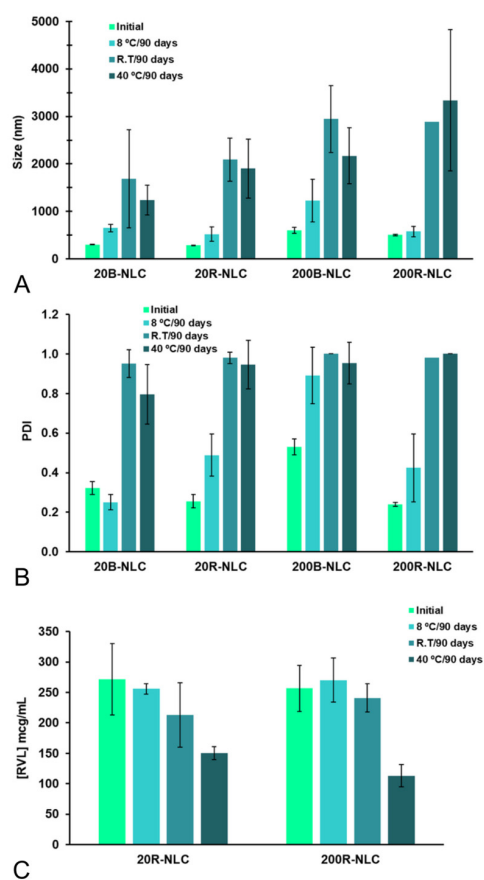 5000
4000
3000
2000
1000
0
Size (nm)
Initial
8 ºC/90 days
R.T/90 days
40 ºC/90 days
20B-NLC 20R-NLC 200B-NLC 200R-NLC
A
1.2
1.0
0.8
0.6
0.4
0.2
0.0
PDI
Initial
8 ºC/90 days
R.T/90 days
40 ºC/90 days
20B-NLC 20R-NLC 200B-NLC 200R-NLC
B
Initial
8 ºC/90 days
R.T/90 days
40 ºC/90 days
350
300
250
200
150
100
50
0
[RVL] mcg/mL
20R-NLC 200R-NLC
C